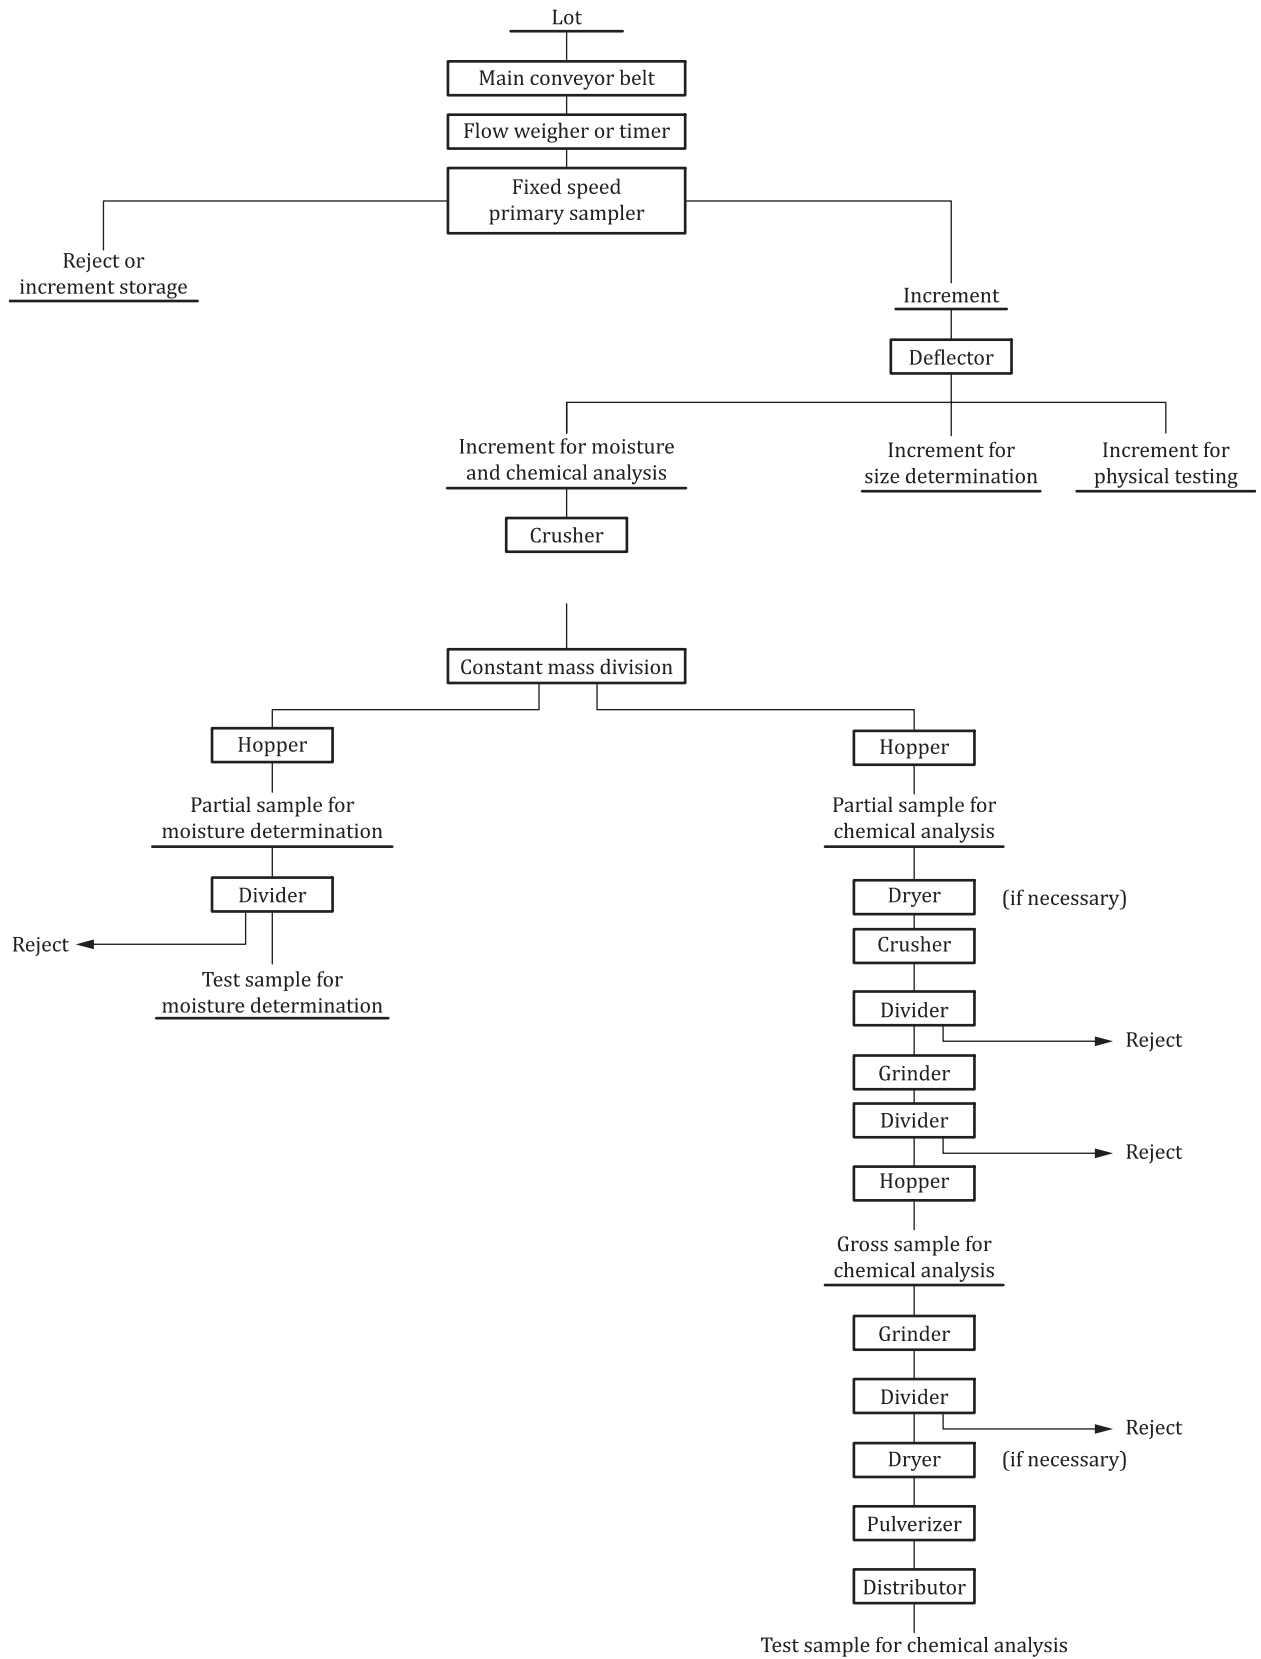 Lot
Main conveyor belt
Flow weigher or timer
Fixed speed
primary sampler
Reject or
increment storage
Increment
Deflector
Increment for moisture
and chemical analysis
Increment for
size determination
Increment for
physical testing
Crusher
Constant mass division
Hopper
Partial sample for
moisture determination
Divider
Reject
Test sample for
moisture determination
Hopper
Partial sample for
chemical analysis
Dryer (if necessary)
Crusher
Divider
Reject
Grinder
Divider
Reject
Hopper
Gross sample for
chemical analysis
Grinder
Divider
Reject
Dryer (if necessary)
Pulverizer
Distributor
Test sample for chemical analysis